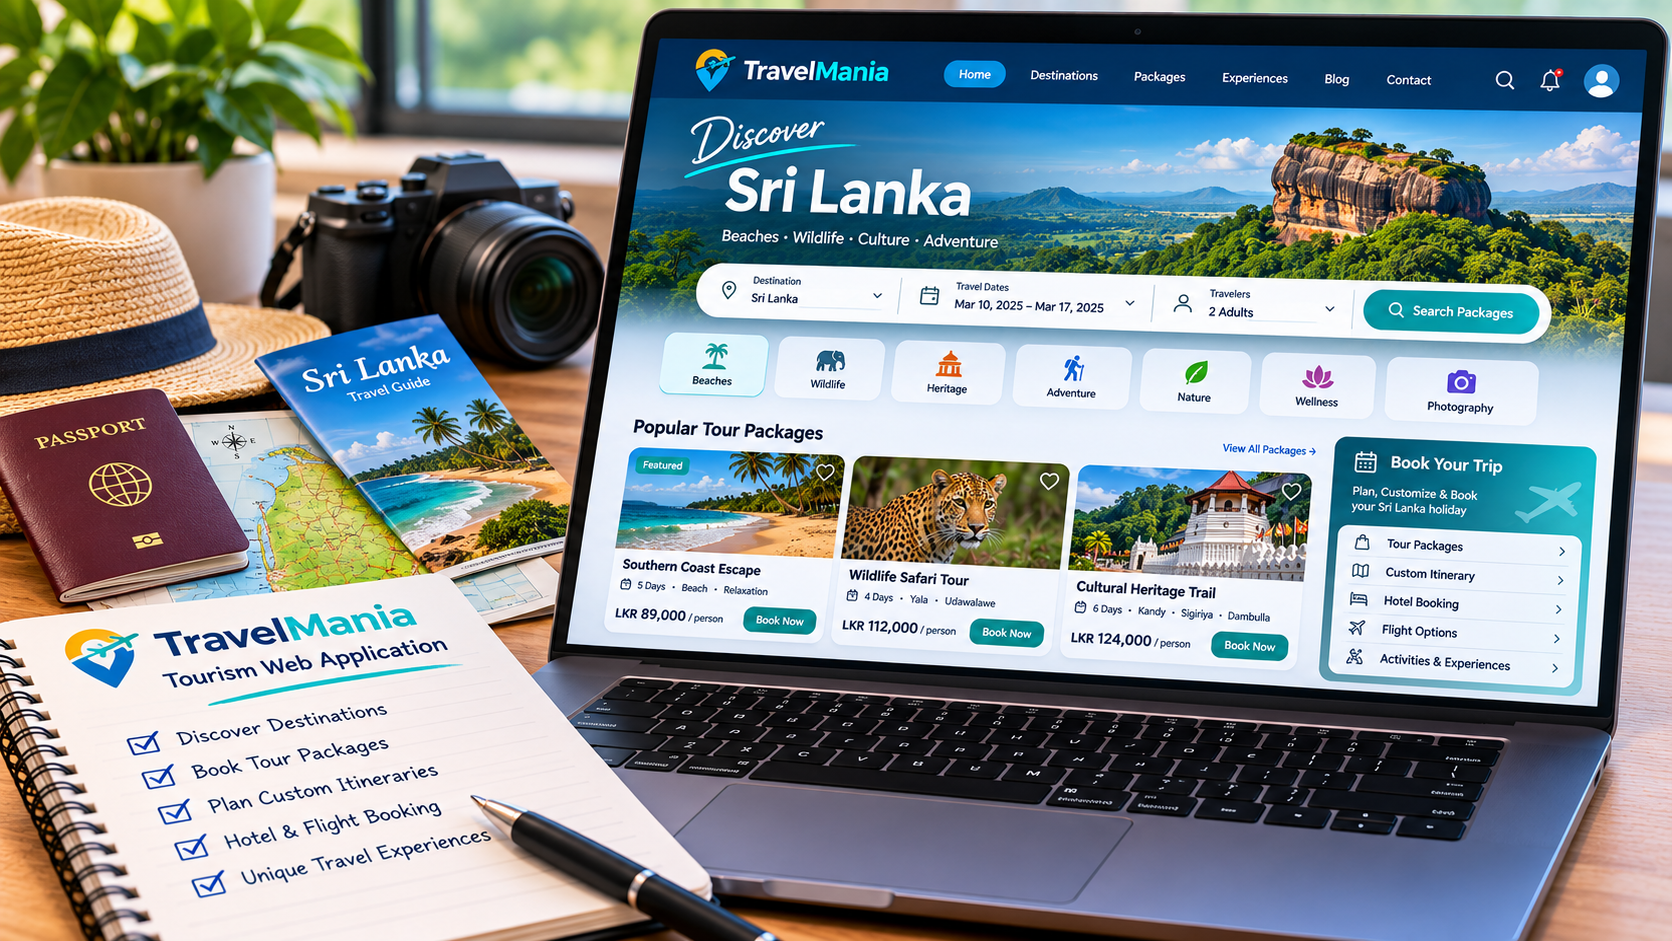 TravelMania
Home
Destinations
Packages
Experiences
Blog
Contact
Discover
Sri Lanka
Beaches • Wildlife • Culture • Adventure
Destination
Sri Lanka
Travel Dates
Mar 10, 2025 – Mar 17, 2025
Travelers
2 Adults
Search Packages
Beaches
Wildlife
Heritage
Adventure
Nature
Wellness
Photography
Popular Tour Packages
View All Packages →
Featured
Southern Coast Escape
5 Days • Beach • Relaxation
LKR 89,000 / person
Book Now
Wildlife Safari Tour
4 Days • Yala • Udawalawe
LKR 112,000 / person
Book Now
Cultural Heritage Trail
6 Days • Kandy • Sigiriya • Dambulla
LKR 124,000 / person
Book Now
Book Your Trip
Plan, Customize & Book
your Sri Lanka holiday
Tour Packages
Custom Itinerary
Hotel Booking
Flight Options
Activities & Experiences
Sri Lanka
Travel Guide
PASSPORT
N
W E
S
TravelMania
Tourism Web Application
Discover Destinations
Book Tour Packages
Plan Custom Itineraries
Hotel & Flight Booking
Unique Travel Experiences